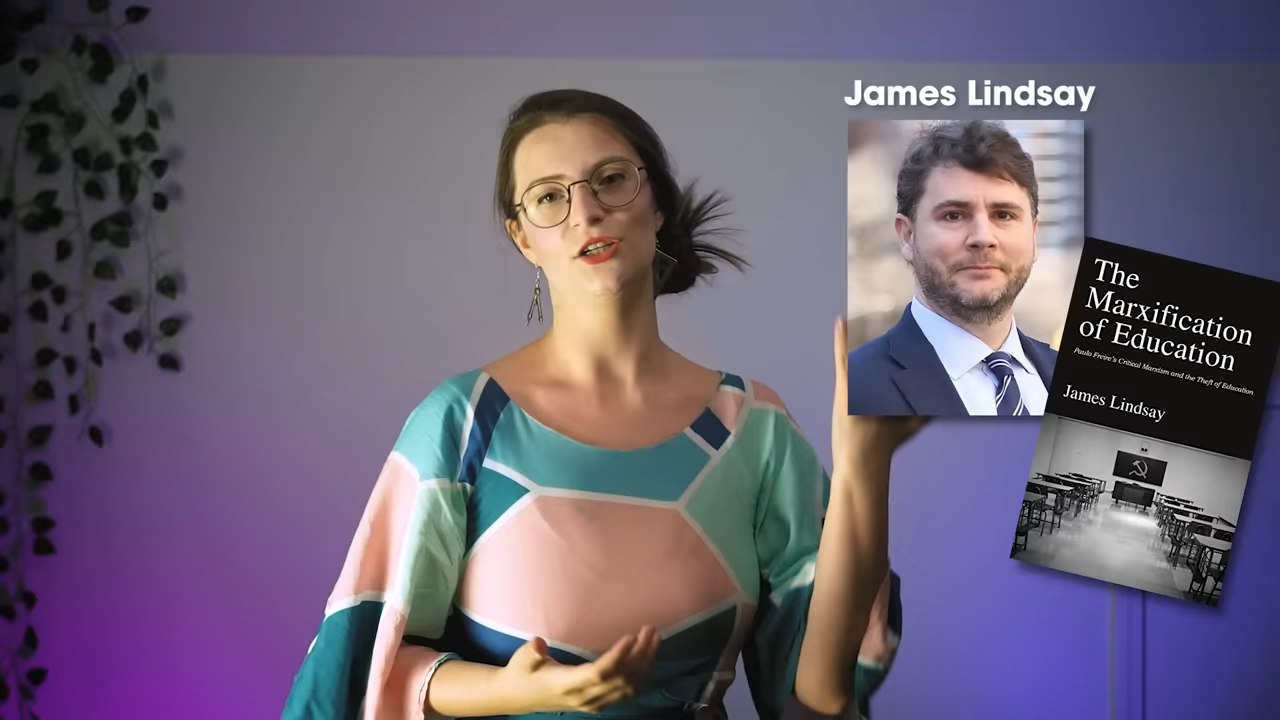 James Lindsay
The
Marxification
of Education
Paulo Freire's Critical Marxism and the Theft of Education
James Lindsay